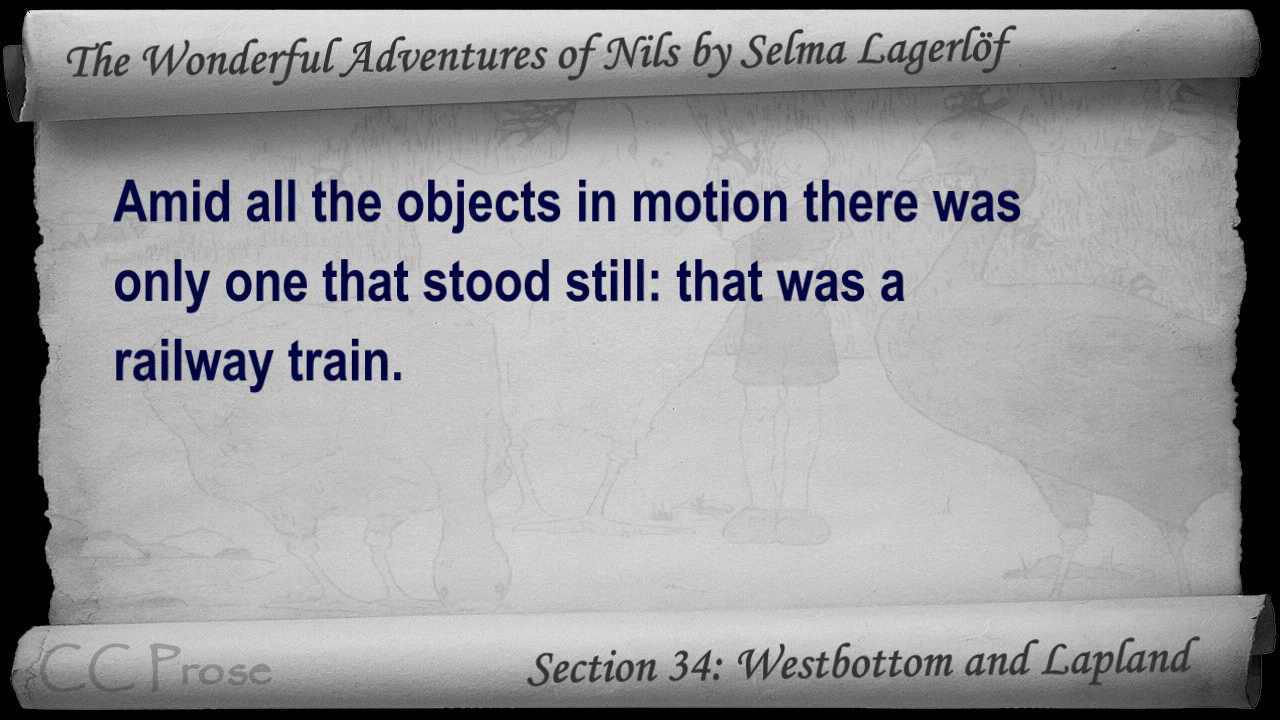 The Wonderful Adventures of Nils by Selma Lagerlöf
Amid all the objects in motion there was
only one that stood still: that was a
railway train.
CC Prose
Section 34: Westbottom and Lapland